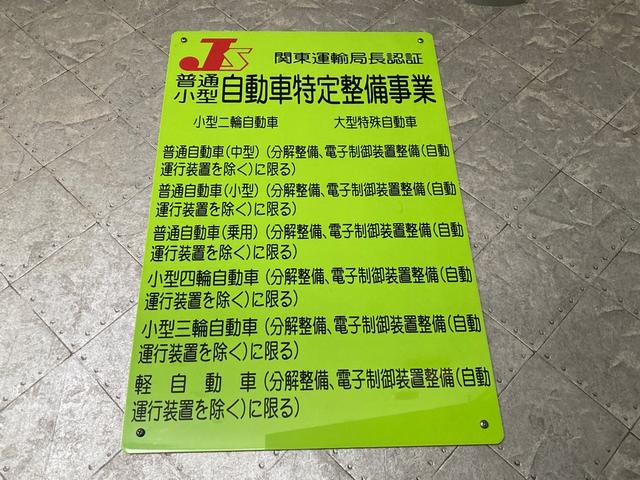 JS 関東運輸局長認証
普通
小型 自動車特定整備事業
小型二輪自動車 大型特殊自動車
普通自動車(中型)(分解整備、電子制御装置整備(自動
運行装置を除く)に限る)
普通自動車(小型)(分解整備、電子制御装置整備(自動
運行装置を除く)に限る)
普通自動車(乗用)(分解整備、電子制御装置整備(自動
運行装置を除く)に限る)
小型四輪自動車(分解整備、電子制御装置整備(自動
運行装置を除く)に限る)
小型三輪自動車(分解整備、電子制御装置整備(自動
運行装置を除く)に限る)
軽自動車(分解整備、電子制御装置整備(自動
運行装置を除く)に限る)